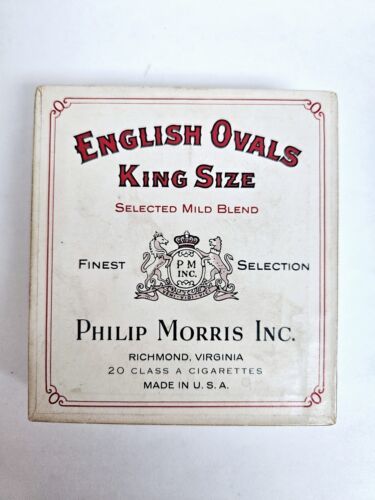 ENGLISH OVALS
KING SIZE
SELECTED MILD BLEND
FINEST
P M
INC.
SELECTION
PHILIP MORRIS INC.
RICHMOND, VIRGINIA
20 CLASS A CIGARETTES
MADE IN U.S.A.